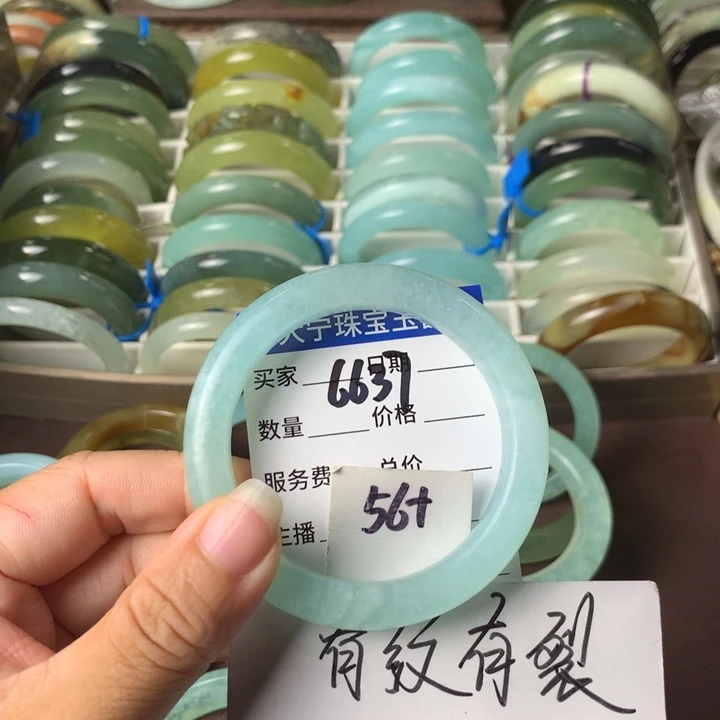 大宁珠宝玉
买家 6637 日期
数量 价格
服务费 总价
主播 56+
有纹有裂